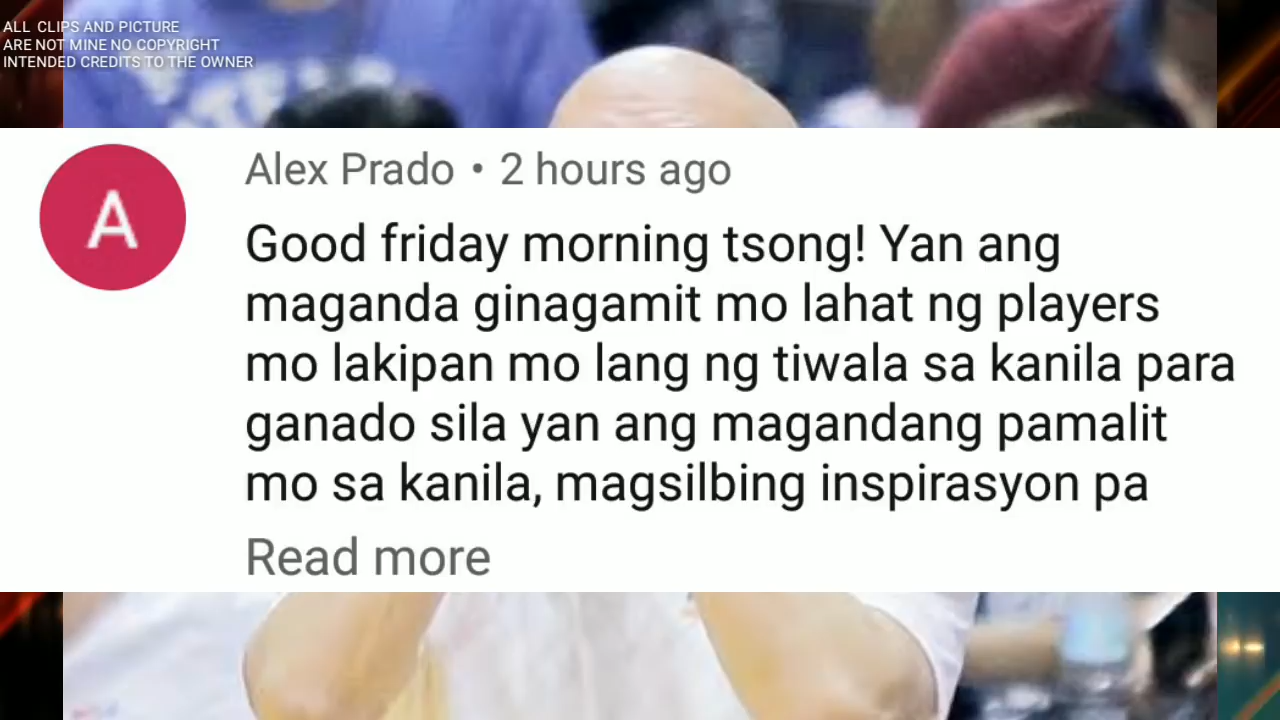 ALL CLIPS AND PICTURE
ARE NOT MINE NO COPYRIGHT
INTENDED CREDITS TO THE OWNER
A
Alex Prado • 2 hours ago
Good friday morning tsong! Yan ang
maganda ginagamit mo lahat ng players
mo lakipan mo lang ng tiwala sa kanila para
ganado sila yan ang magandang pamalit
mo sa kanila, magsilbing inspirasyon pa
Read more